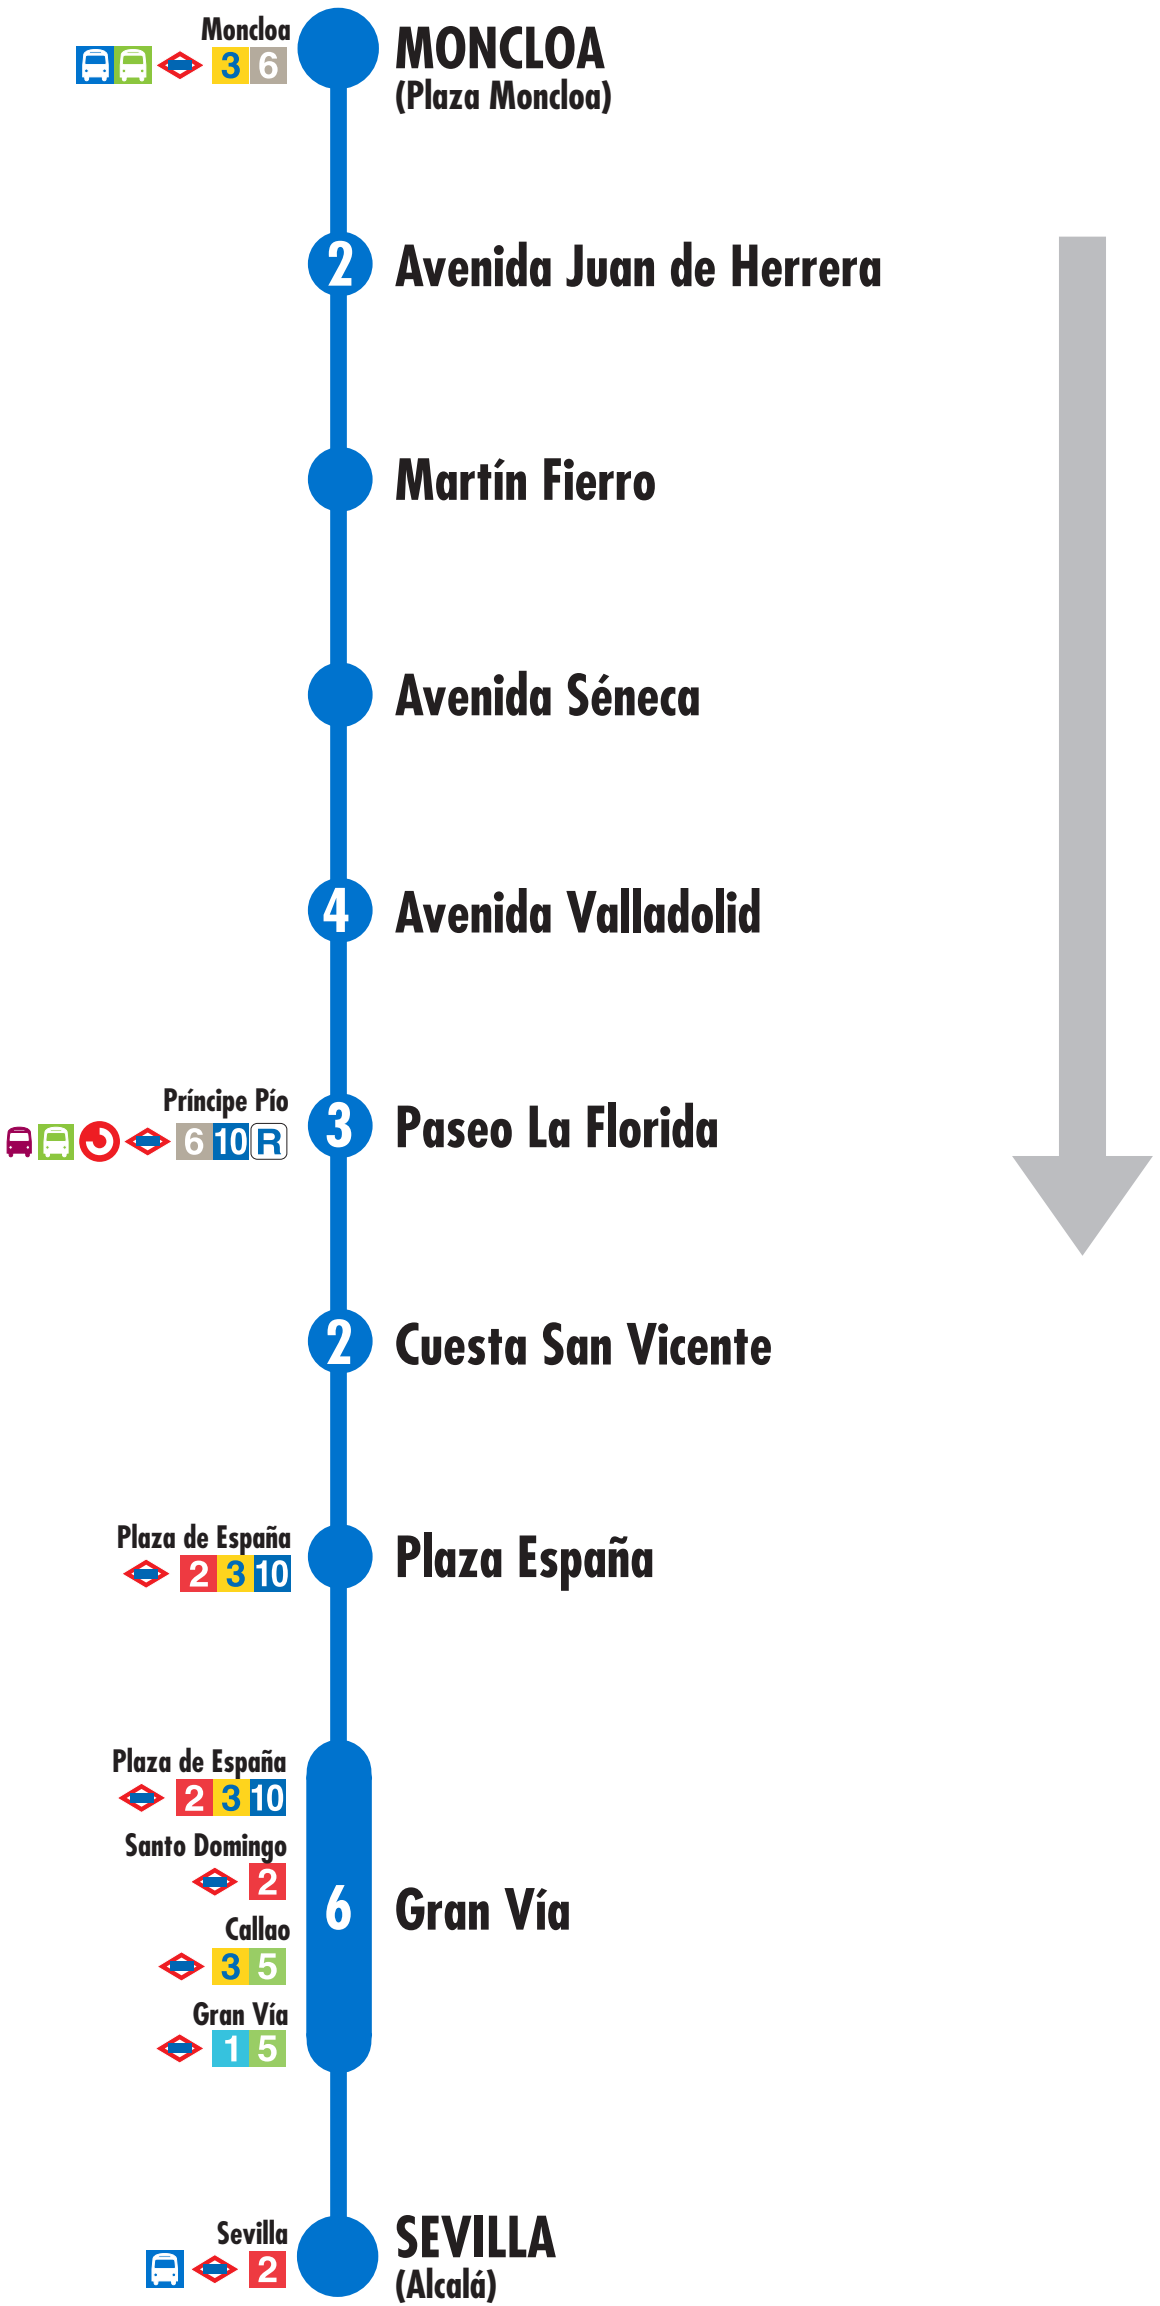 Moncloa
3 6
MONCLOA
(Plaza Moncloa)
2 Avenida Juan de Herrera
Martín Fierro
Avenida Séneca
4 Avenida Valladolid
Príncipe Pío
6 10 R
3 Paseo La Florida
2 Cuesta San Vicente
Plaza de España
2 3 10
Plaza España
Plaza de España
2 3 10
Santo Domingo
2
6 Gran Vía
Callao
3 5
Gran Vía
1 5
Sevilla
2
SEVILLA
(Alcalá)